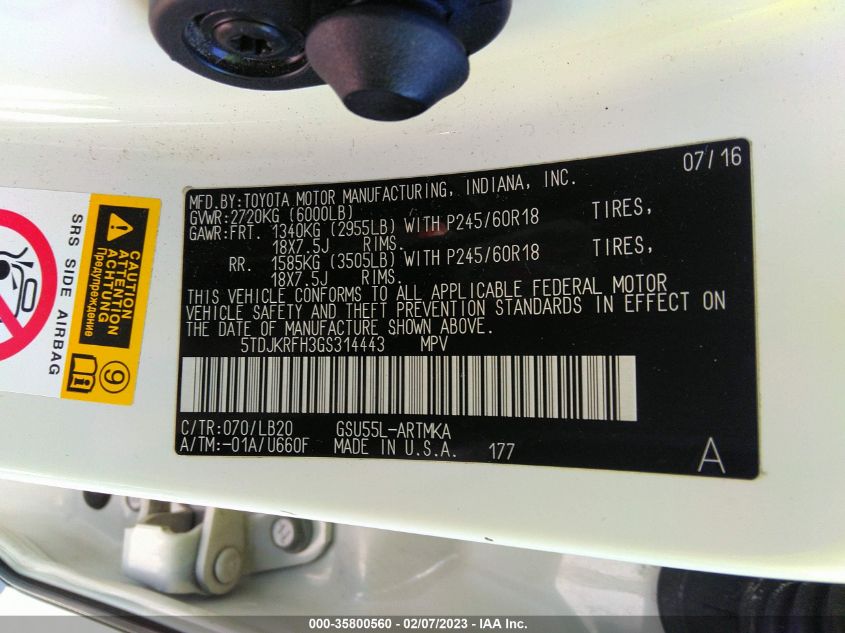 07/16
MFD.BY:TOYOTA MOTOR MANUFACTURING, INDIANA, INC.
GVWR:2720KG (6000LB)
GAWR:FRT. 1340KG (2955LB) WITH P245/60R18 TIRES,
18X7.5J RIMS.
RR. 1585KG (3505LB) WITH P245/60R18 TIRES,
18X7.5J RIMS.
THIS VEHICLE CONFORMS TO ALL APPLICABLE FEDERAL MOTOR
VEHICLE SAFETY AND THEFT PREVENTION STANDARDS IN EFFECT ON
THE DATE OF MANUFACTURE SHOWN ABOVE.
5TDJKRFH3GS314443 MPV
C/TR:070/LB20 GSU55L-ARTMKA
A/TM:-01A/U660F MADE IN U.S.A. 177
A
CAUTION
ATTENTION
ACHTUNG
Предупреждение
SRS SIDE AIRBAG
9
000-35800560 - 02/07/2023 - IAA Inc.